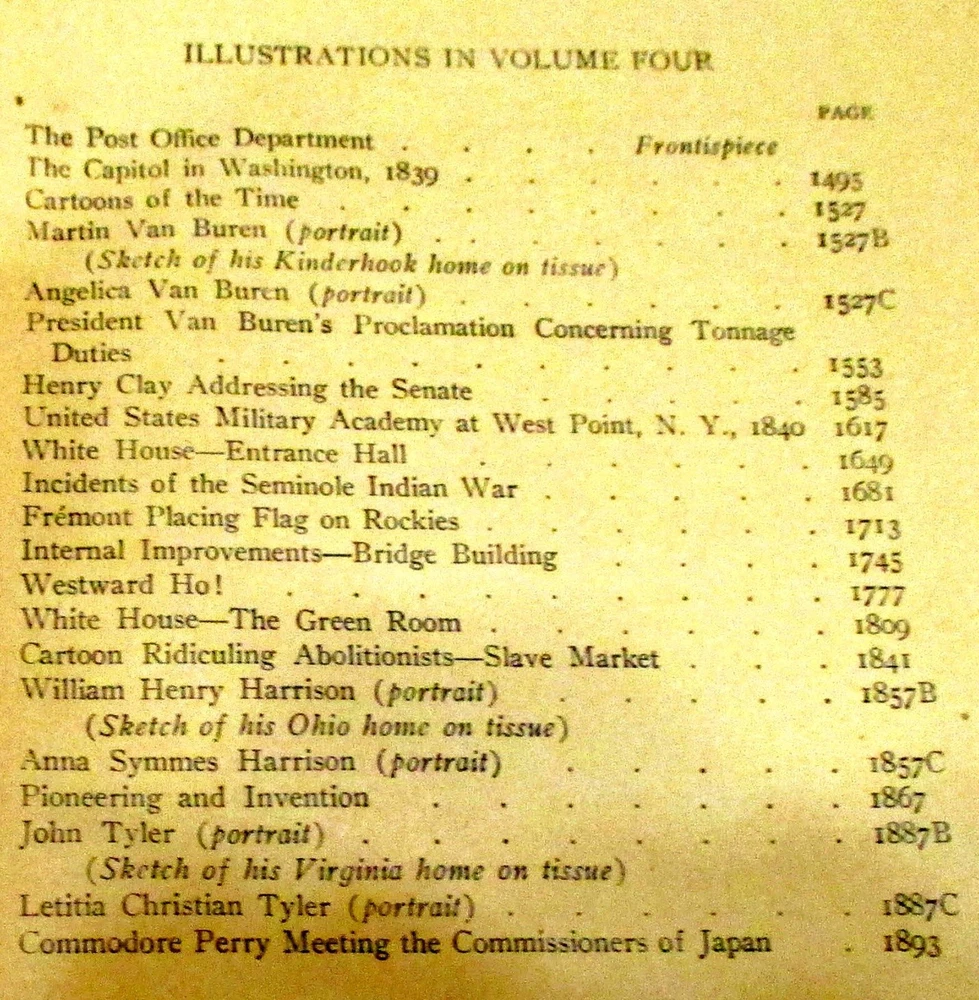 ILLUSTRATIONS IN VOLUME FOUR
PAGE
The Post Office Department . . . . Frontispiece
The Capitol in Washington, 1839 . . . . . . 1495
Cartoons of the Time . . . . . . . . 1527
Martin Van Buren (portrait) . . . . . . . 1527B
(Sketch of his Kinderhook home on tissue)
Angelica Van Buren (portrait) . . . . . . 1527C
President Van Buren's Proclamation Concerning Tonnage
Duties . . . . . . . . . . 1553
Henry Clay Addressing the Senate . . . . . 1585
United States Military Academy at West Point, N. Y., 1840 1617
White House—Entrance Hall . . . . . . 1649
Incidents of the Seminole Indian War . . . . . 1681
Frémont Placing Flag on Rockies . . . . . . 1713
Internal Improvements—Bridge Building . . . . 1745
Westward Ho! . . . . . . . . . 1777
White House—The Green Room . . . . . . 1809
Cartoon Ridiculing Abolitionists—Slave Market . . . 1841
William Henry Harrison (portrait) . . . . . 1857B
(Sketch of his Ohio home on tissue)
Anna Symmes Harrison (portrait) . . . . . 1857C
Pioneering and Invention . . . . . . . 1867
John Tyler (portrait) . . . . . . . . 1887B
(Sketch of his Virginia home on tissue)
Letitia Christian Tyler (portrait) . . . . . . 1887C
Commodore Perry Meeting the Commissioners of Japan . 1893